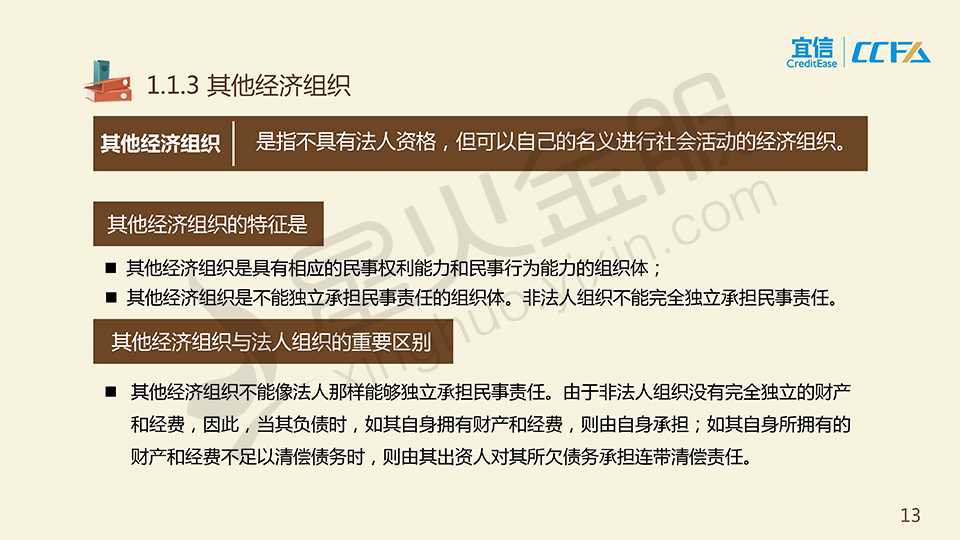 宜信 CCFA
CreditEase
1.1.3 其他经济组织
其他经济组织 是指不具有法人资格，但可以自己的名义进行社会活动的经济组织。
其他经济组织的特征是
■ 其他经济组织是具有相应的民事权利能力和民事行为能力的组织体；
■ 其他经济组织是不能独立承担民事责任的组织体。非法人组织不能完全独立承担民事责任。
其他经济组织与法人组织的重要区别
■ 其他经济组织不能像法人那样能够独立承担民事责任。由于非法人组织没有完全独立的财产
和经费，因此，当其负债时，如其自身拥有财产和经费，则由自身承担；如其自身所拥有的
财产和经费不足以清偿债务时，则由其出资人对其所欠债务承担连带清偿责任。
星火金服
xinghuo.yixin.com
13